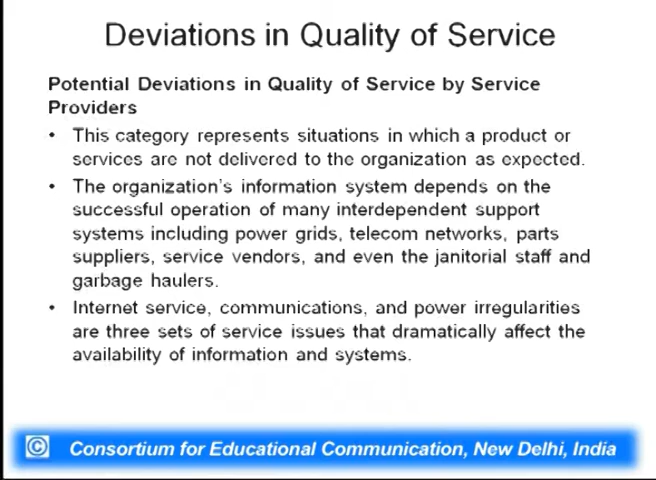 Deviations in Quality of Service
Potential Deviations in Quality of Service by Service
Providers
• This category represents situations in which a product or
services are not delivered to the organization as expected.
• The organization's information system depends on the
successful operation of many interdependent support
systems including power grids, telecom networks, parts
suppliers, service vendors, and even the janitorial staff and
garbage haulers.
• Internet service, communications, and power irregularities
are three sets of service issues that dramatically affect the
availability of information and systems.
© Consortium for Educational Communication, New Delhi, India